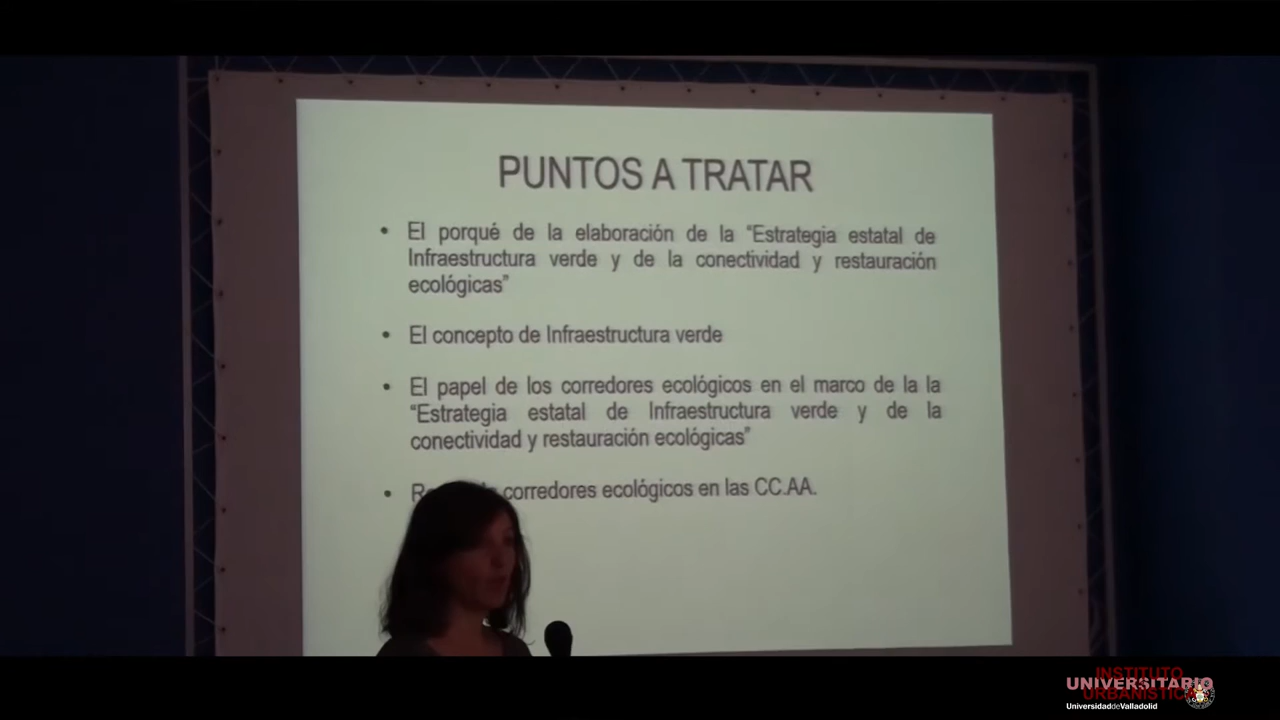 PUNTOS A TRATAR
• El porqué de la elaboración de la “Estrategia estatal de
Infraestructura verde y de la conectividad y restauración
ecológicas”
• El concepto de Infraestructura verde
• El papel de los corredores ecológicos en el marco de la la
“Estrategia estatal de Infraestructura verde y de la
conectividad y restauración ecológicas”
• corredores ecológicos en las CC.AA.
INSTITUTO
UNIVERSITARIO
UniversidaddeValladolid